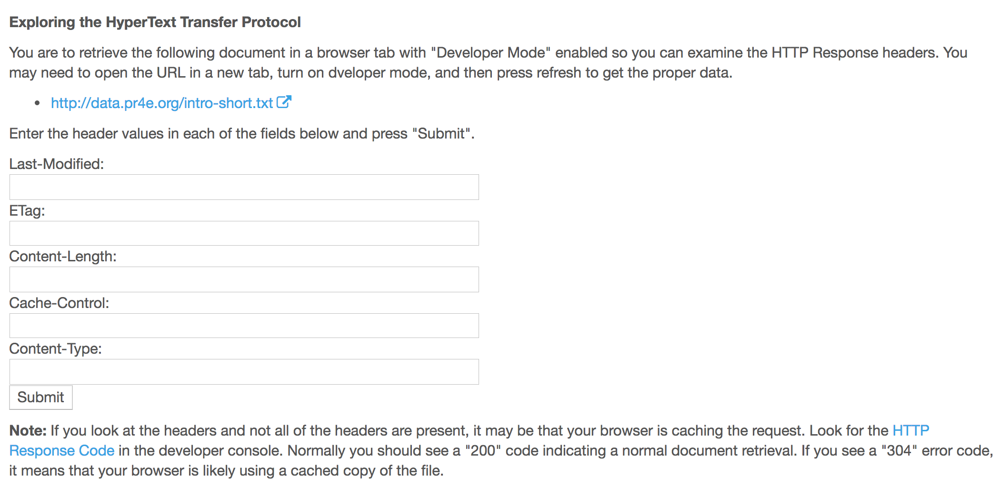 Exploring the HyperText Transfer Protocol
You are to retrieve the following document in a browser tab with "Developer Mode" enabled so you can examine the HTTP Response headers. You
may need to open the URL in a new tab, turn on dveloper mode, and then press refresh to get the proper data.
• http://data.pr4e.org/intro-short.txt
Enter the header values in each of the fields below and press "Submit".
Last-Modified:
ETag:
Content-Length:
Cache-Control:
Content-Type:
Submit
Note: If you look at the headers and not all of the headers are present, it may be that your browser is caching the request. Look for the HTTP
Response Code in the developer console. Normally you should see a "200" code indicating a normal document retrieval. If you see a "304" error code,
it means that your browser is likely using a cached copy of the file.